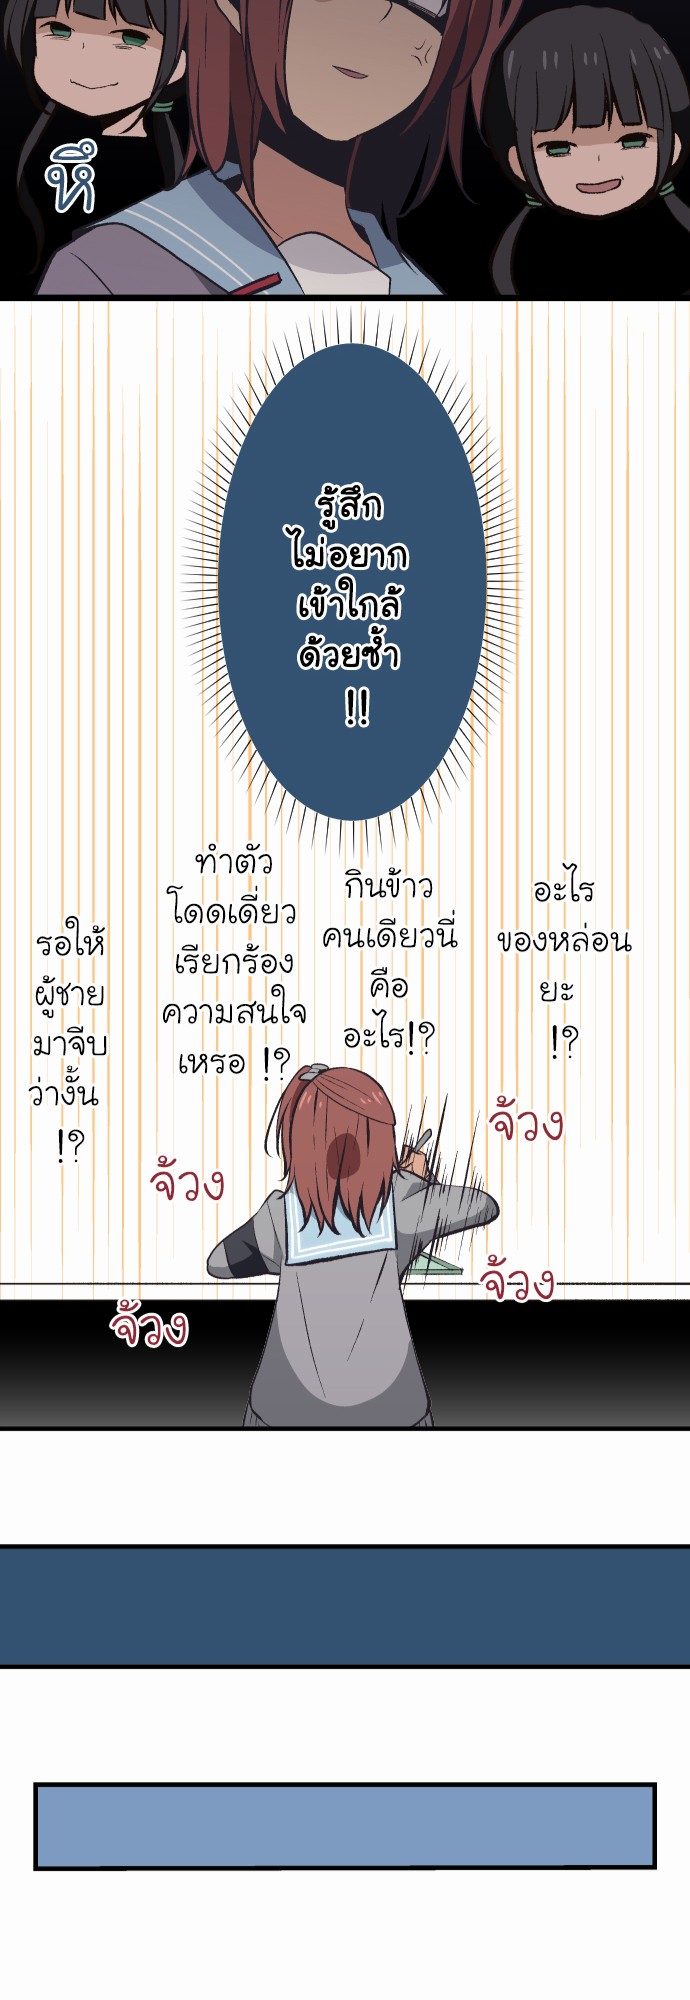 หึ
รู้สึก
ไม่อยาก
เข้าใกล้
ด้วยซ้ำ
!!
อะไร
ของหล่อน
ยะ
!?
กินข้าว
คนเดียวนี่
คือ
อะไร!?
ทำตัว
โดดเดี่ยว
เรียกร้อง
ความสนใจ
เหรอ !?
รอให้
ผู้ชาย
มาจีบ
ว่างั้น
!?
จ้วง
จ้วง
จ้วง
จ้วง